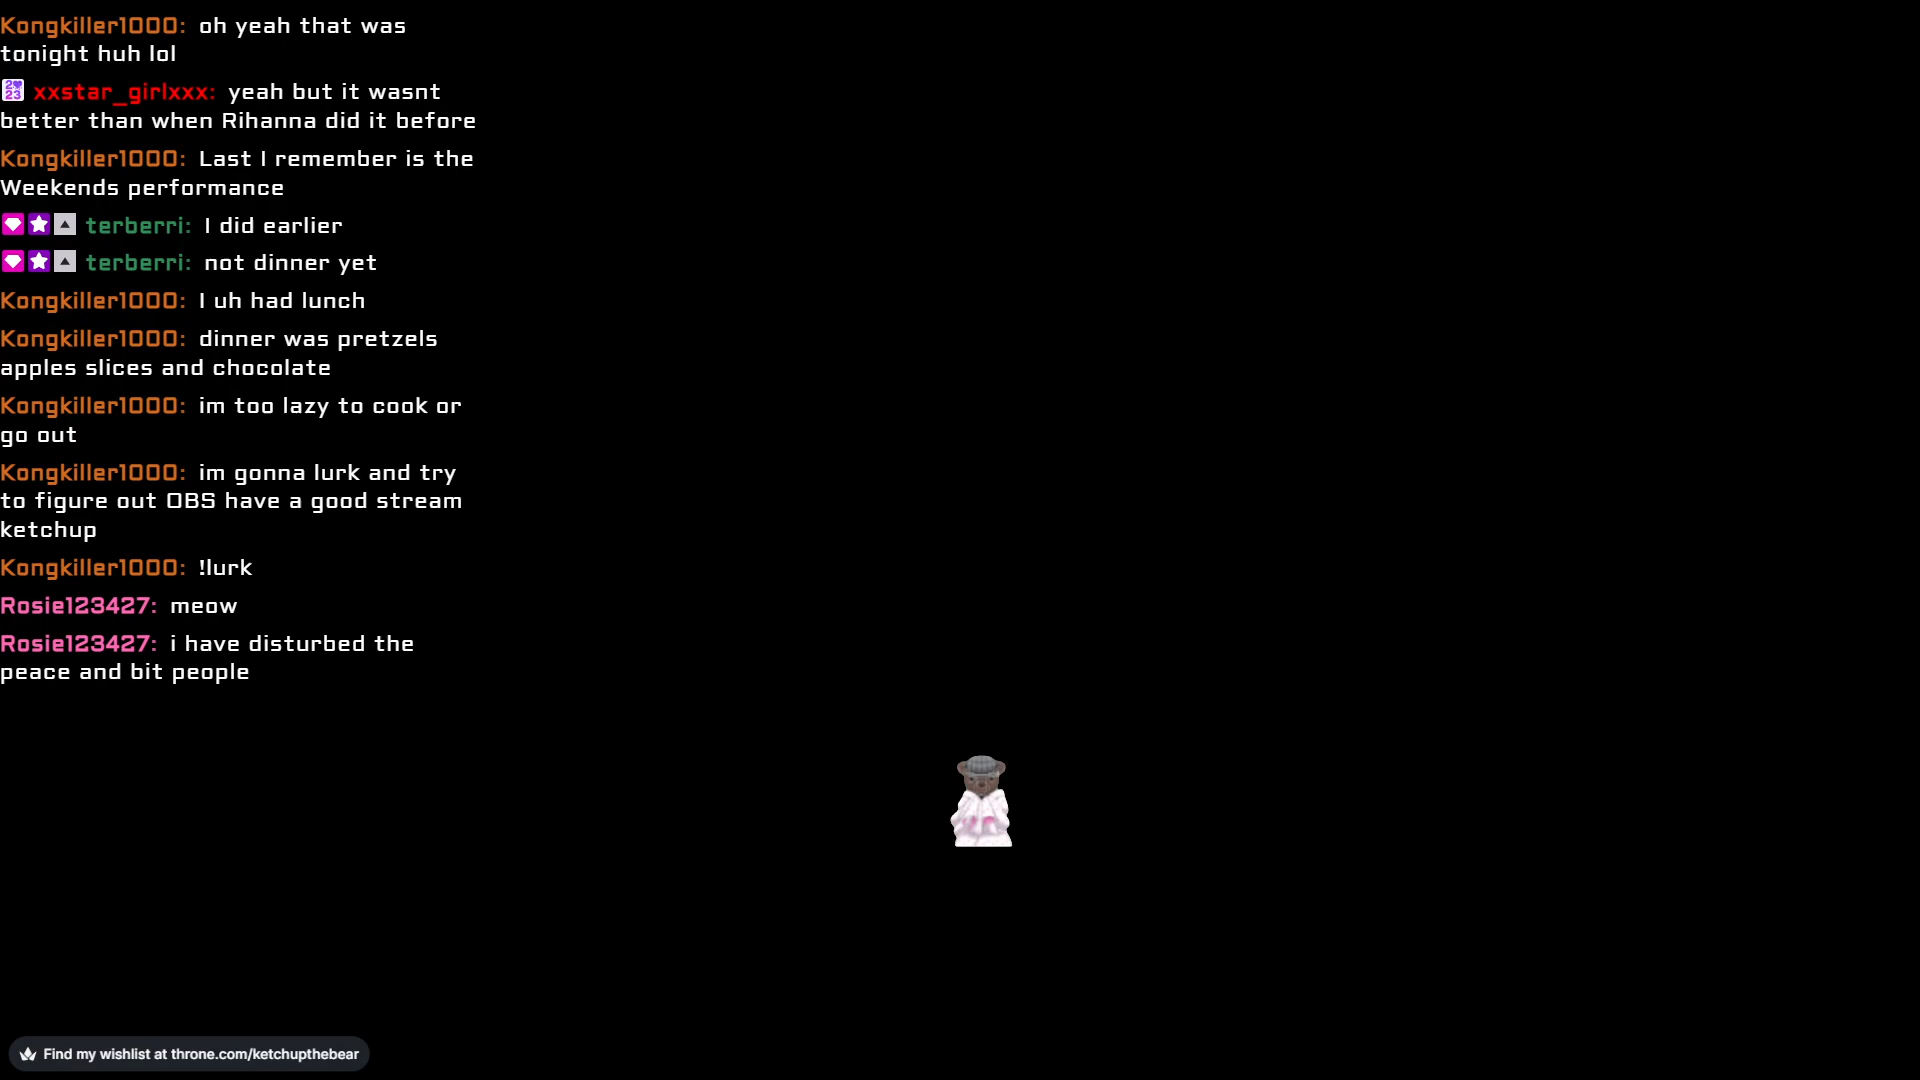 Kongkiller1000: oh yeah that was
tonight huh lol
2023 xxstar_girlxxx: yeah but it wasnt
better than when Rihanna did it before
Kongkiller1000: Last I remember is the
Weekends performance
terberri: I did earlier
terberri: not dinner yet
Kongkiller1000: I uh had lunch
Kongkiller1000: dinner was pretzels
apples slices and chocolate
Kongkiller1000: im too lazy to cook or
go out
Kongkiller1000: im gonna lurk and try
to figure out OBS have a good stream
ketchup
Kongkiller1000: !lurk
Rosie123427: meow
Rosie123427: i have disturbed the
peace and bit people
Find my wishlist at throne.com/ketchupthebear